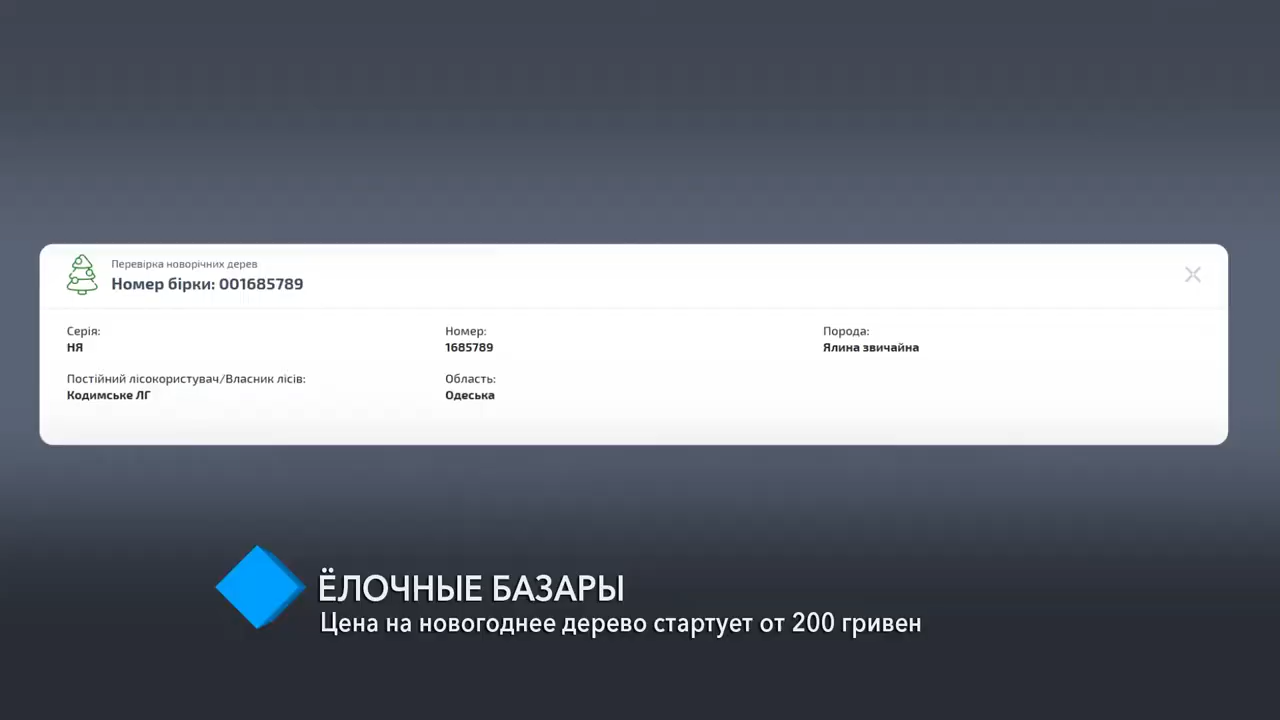 Перевірка новорічних дерев
Номер бірки: 001685789
Серія:
НЯ
Номер:
1685789
Порода:
Ялина звичайна
Постійний лісокористувач/Власник лісів:
Кодимське ЛГ
Область:
Одеська
ЁЛОЧНЫЕ БАЗАРЫ
Цена на новогоднее дерево стартует от 200 гривен